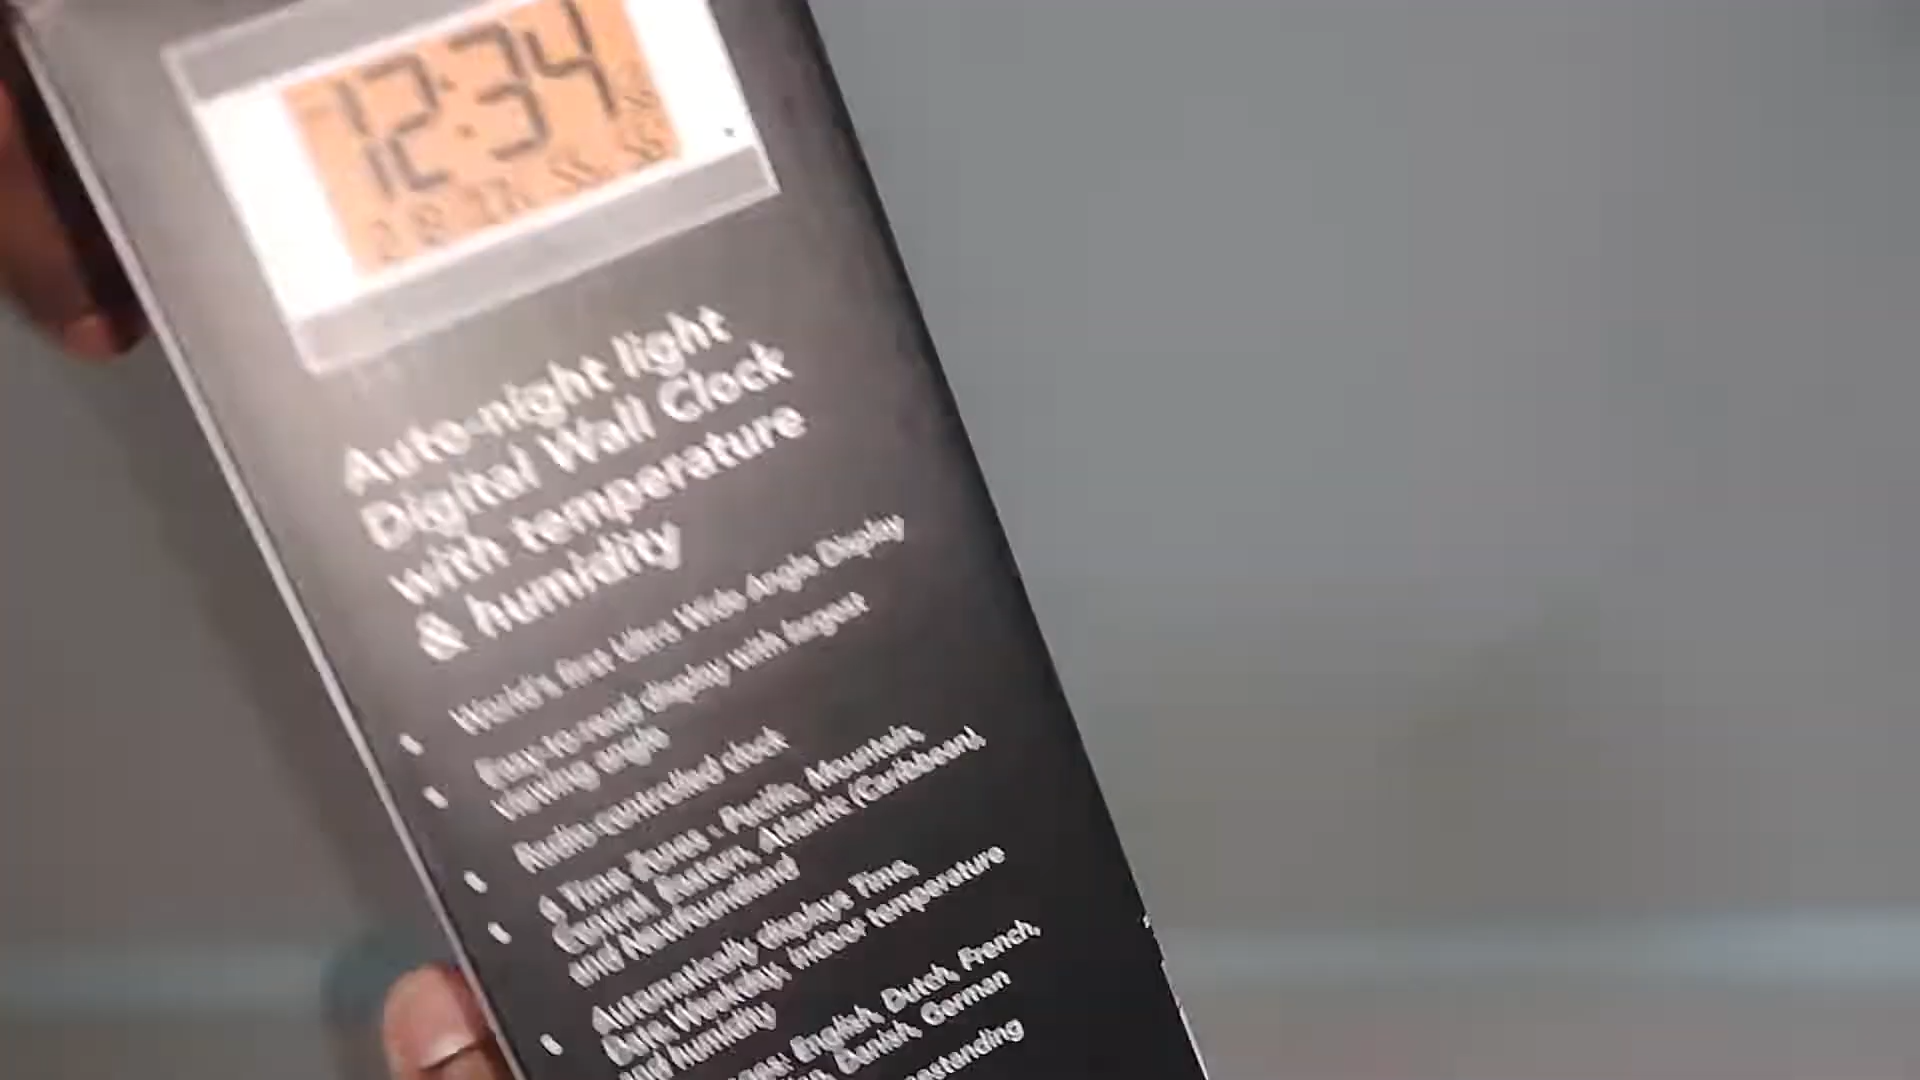 12:34
Auto-night light
Digital Wall Clock
with temperature
& humidity
World's first Ultra Wide Angle Display
Easy-to-read display with largest
viewing angle
Radio controlled clock
6 Time Zones : Pacific, Mountain,
Central, Eastern, Atlantic (Caribbean)
and Newfoundland
Automatically displays Time,
Date, Weekday, Indoor temperature
and humidity
English, Dutch, French,
Danish, German